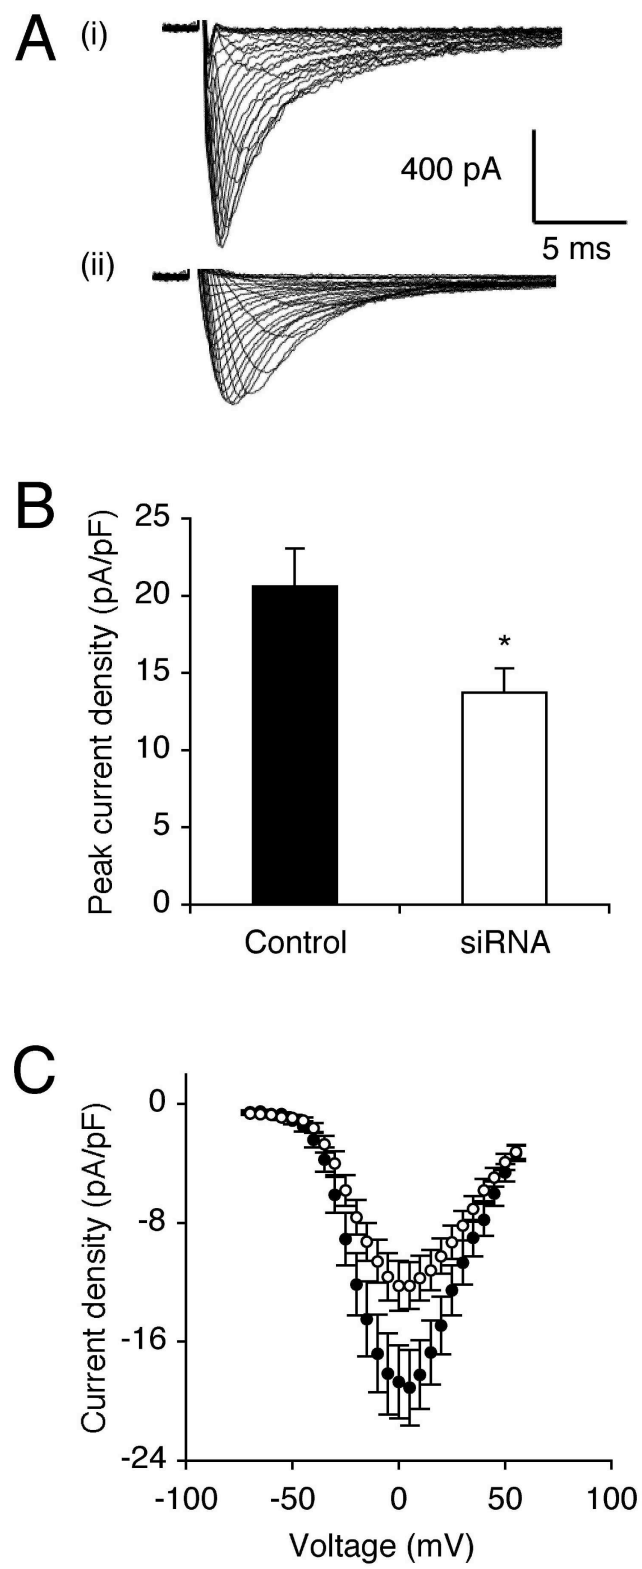 A (i)
400 pA
5 ms
(ii)
B
Peak current density (pA/pF)
25
20
15
10
5
0
*
Control siRNA
C
Current density (pA/pF)
0
-8
-16
-24
-100 -50 0 50 100
Voltage (mV)